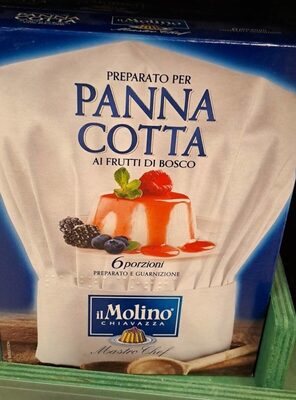 PREPARATO PER
PANNA
COTTA
AI FRUTTI DI BOSCO
6 porzioni
PREPARATO E GUARNIZIONE
il Molino
CHIAVAZZA
Mastro Chef